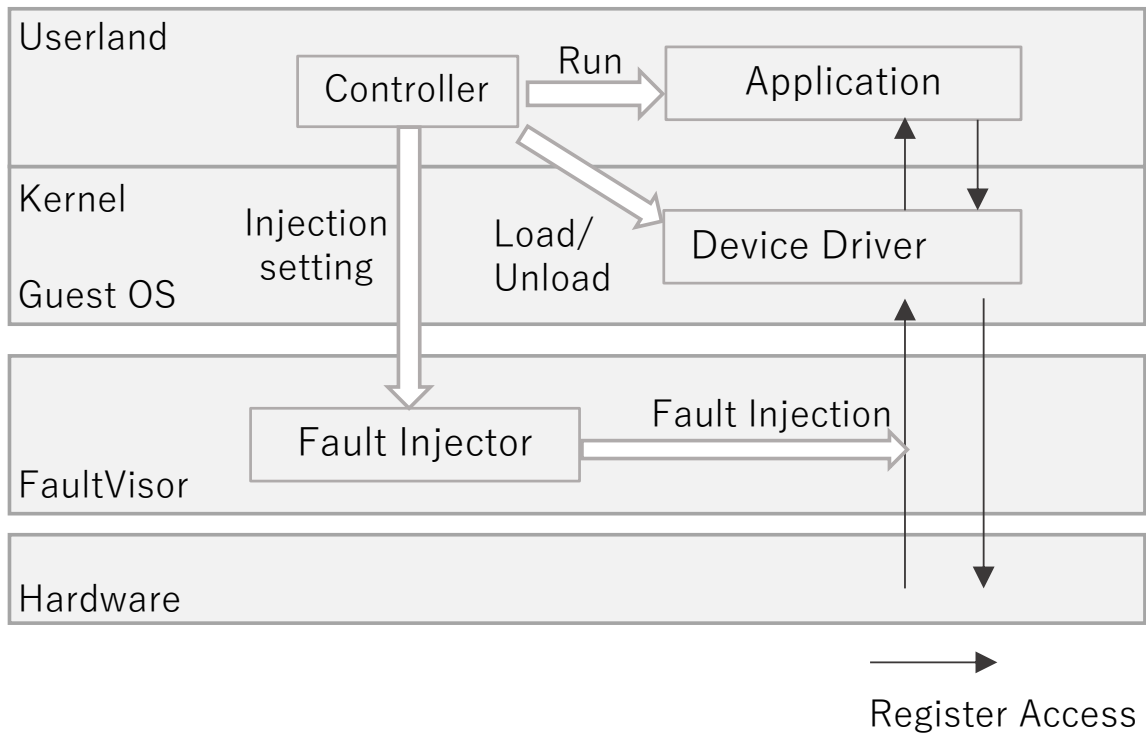 Userland
Run
Controller
Application
Kernel
Injection
setting
Load/
Unload
Device Driver
Guest OS
Fault Injection
Fault Injector
FaultVisor
Hardware
Register Access